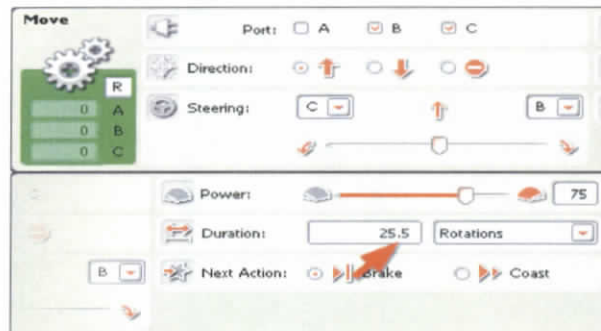 Move
Port: A B C
Direction:
R
0 A
Steering: C B
0 B
0 C
Power: 75
Duration: 25.5 Rotations
B Next Action: Brake Coast